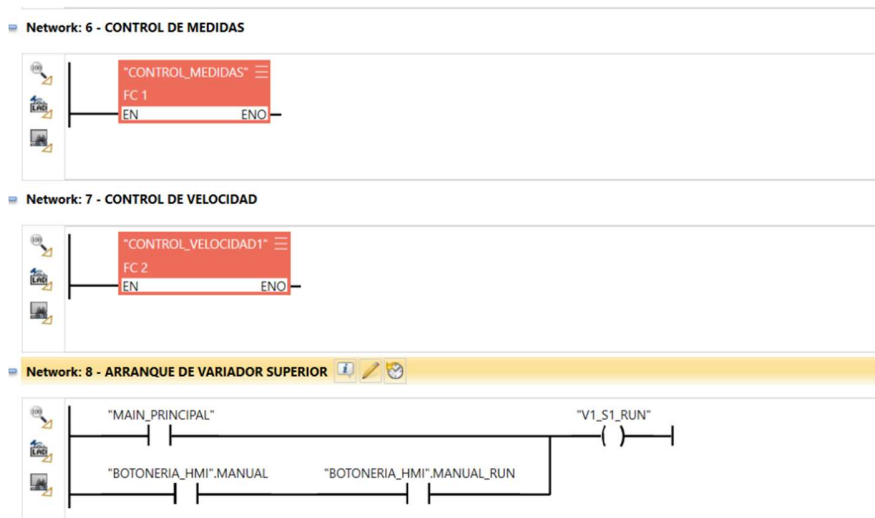 Network: 6 - CONTROL DE MEDIDAS
"CONTROL_MEDIDAS"
FC 1
EN ENO
Network: 7 - CONTROL DE VELOCIDAD
"CONTROL_VELOCIDAD1"
FC 2
EN ENO
Network: 8 - ARRANQUE DE VARIADOR SUPERIOR
"MAIN_PRINCIPAL" "V1_S1_RUN"
"BOTONERIA_HMI".MANUAL "BOTONERIA_HMI".MANUAL_RUN